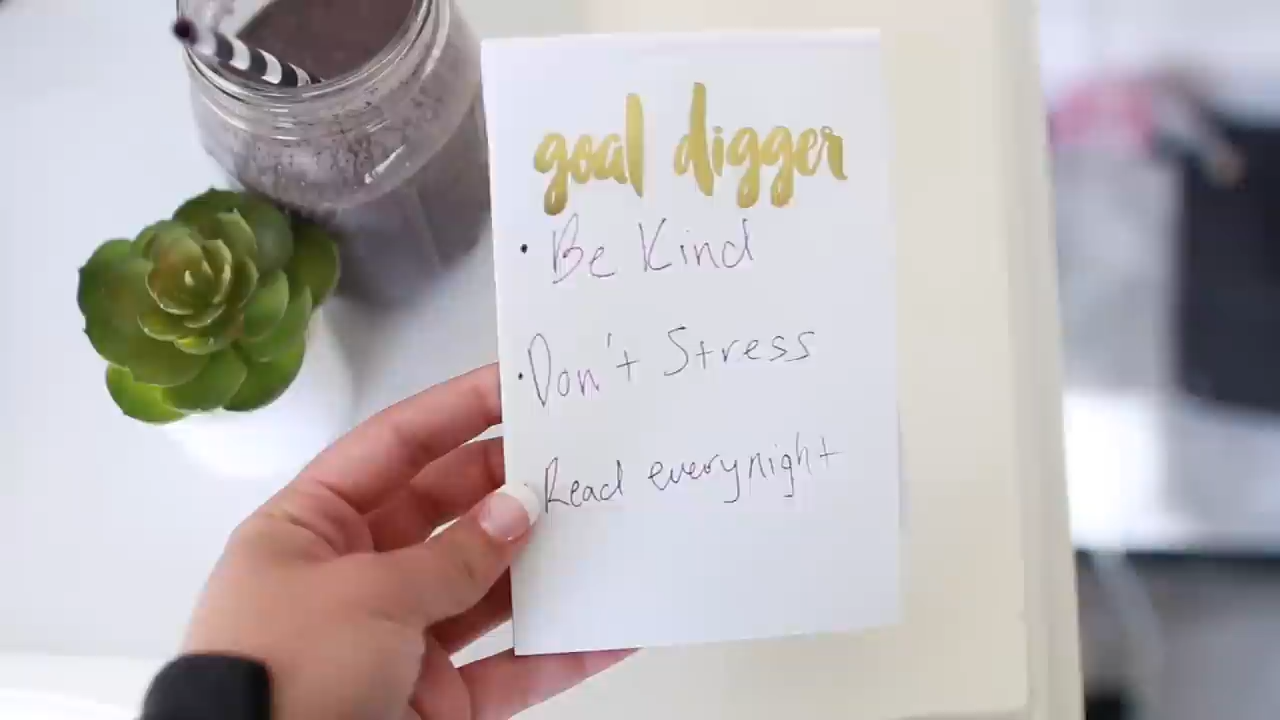 goal digger
• Be Kind
• Don't Stress
Read everynight